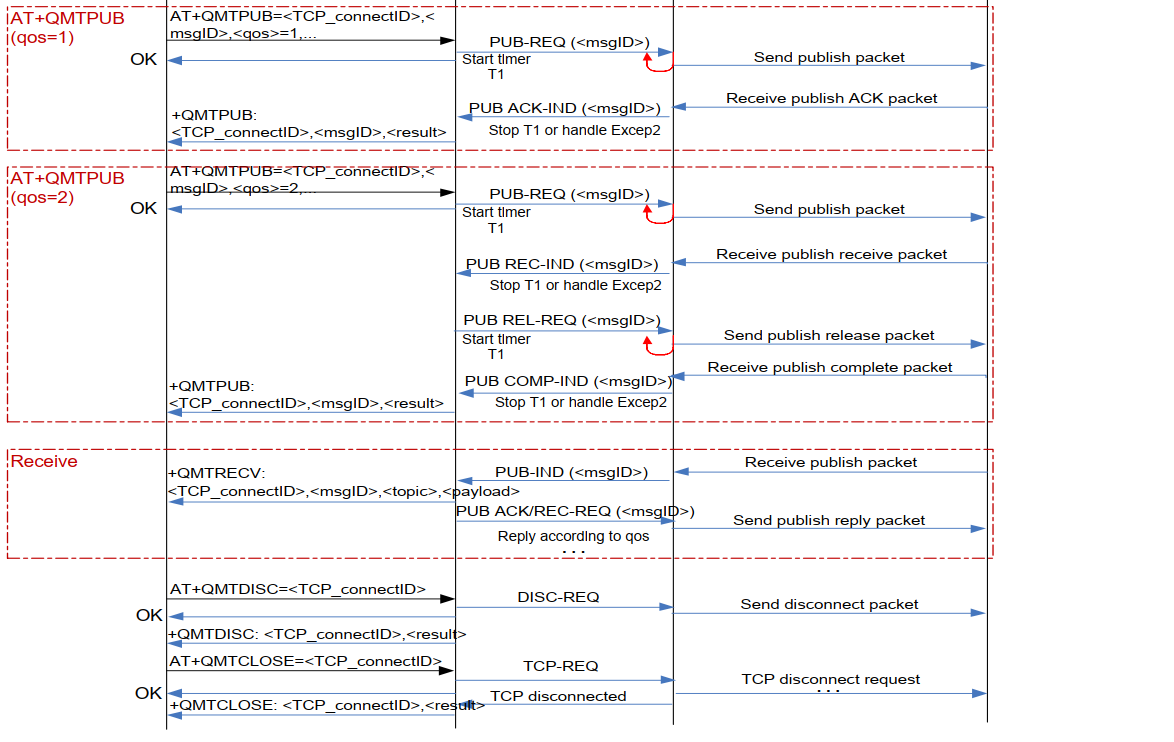 AT+QMTPUB
(qos=1)
AT+QMTPUB=<TCP_connectID>,<
msgID>,<qos>=1,...
OK
PUB-REQ (<msgID>)
Start timer
T1
Send publish packet
Receive publish ACK packet
PUB ACK-IND (<msgID>)
Stop T1 or handle Excep2
+QMTPUB:
<TCP_connectID>,<msgID>,<result>
AT+QMTPUB
(qos=2)
AT+QMTPUB=<TCP_connectID>,<
msgID>,<qos>=2,...
OK
PUB-REQ (<msgID>)
Start timer
T1
Send publish packet
Receive publish receive packet
PUB REC-IND (<msgID>)
Stop T1 or handle Excep2
PUB REL-REQ (<msgID>)
Start timer
T1
Send publish release packet
Receive publish complete packet
PUB COMP-IND (<msgID>)
Stop T1 or handle Excep2
+QMTPUB:
<TCP_connectID>,<msgID>,<result>
Receive
Receive publish packet
PUB-IND (<msgID>)
+QMTRECV:
<TCP_connectID>,<msgID>,<topic>,<payload>
PUB ACK/REC-REQ (<msgID>)
Send publish reply packet
Reply according to qos
...
AT+QMTDISC=<TCP_connectID>
DISC-REQ
Send disconnect packet
OK
+QMTDISC: <TCP_connectID>,<result>
AT+QMTCLOSE=<TCP_connectID>
TCP-REQ
TCP disconnect request
...
OK
TCP disconnected
+QMTCLOSE: <TCP_connectID>,<result>